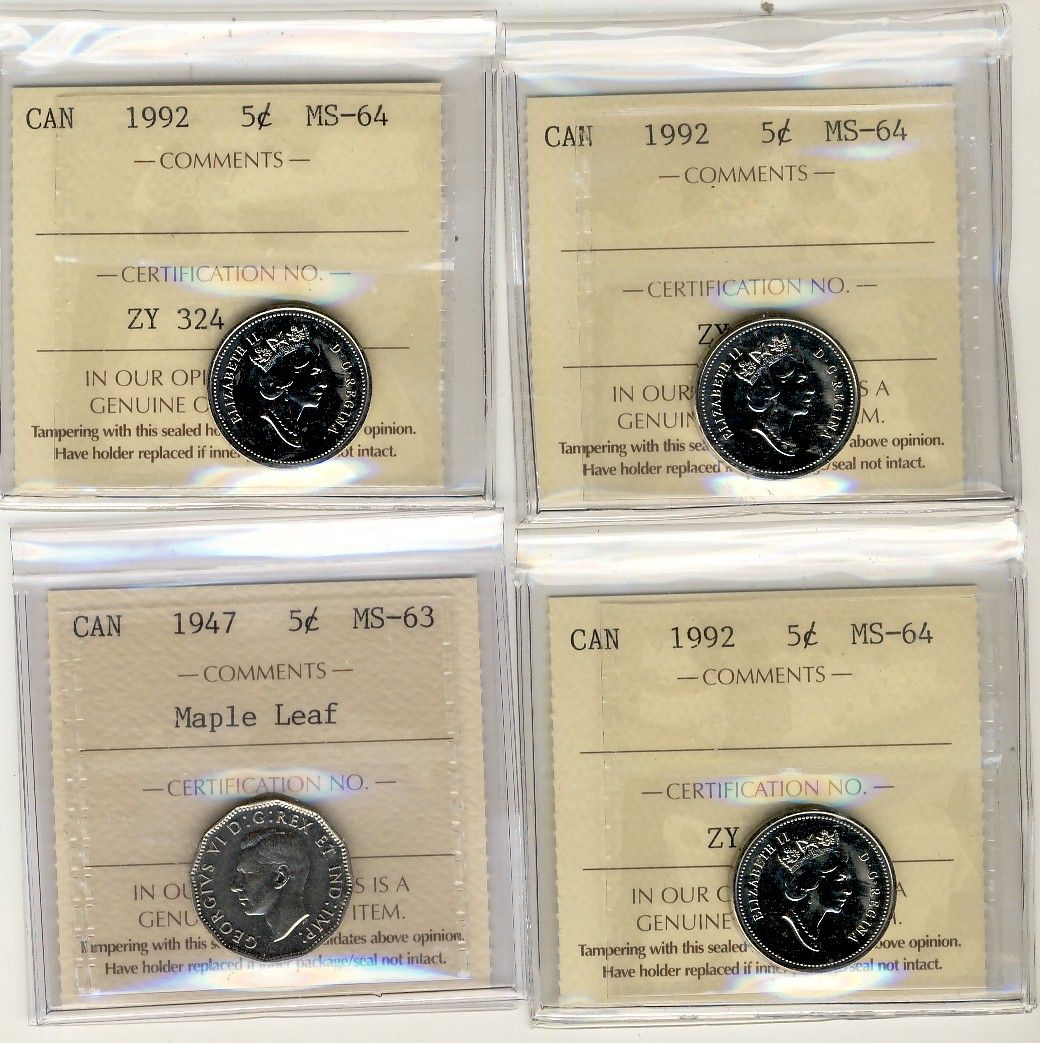 CAN 1992 5¢ MS-64
— COMMENTS —
— CERTIFICATION NO. —
ZY 324
IN OUR OPI
GENUINE O
Tampering with this sealed ho opinion.
Have holder replaced if inne ot intact.
ELIZABETH II D·G·REGINA
CAN 1992 5¢ MS-64
— COMMENTS —
— CERTIFICATION NO. —
ZY
IN OUR S A
GENUIN M.
Tampering with this sea above opinion.
Have holder replaced /seal not intact.
ELIZABETH II D·G·REGINA
CAN 1947 5¢ MS-63
— COMMENTS —
Maple Leaf
— CERTIFICATION NO. —
IN OU S IS A
GENU ITEM.
Tampering with this s idates above opinion.
Have holder replaced if inner package/seal not intact.
GEORGIVS VI D:G:REX ET IND:IMP:
CAN 1992 5¢ MS-64
— COMMENTS —
— CERTIFICATION NO. —
ZY
IN OUR A
GENUINE M.
Tampering with this sealed bove opinion.
Have holder replaced if inne /seal not intact.
ELIZABETH II D·G·REGINA